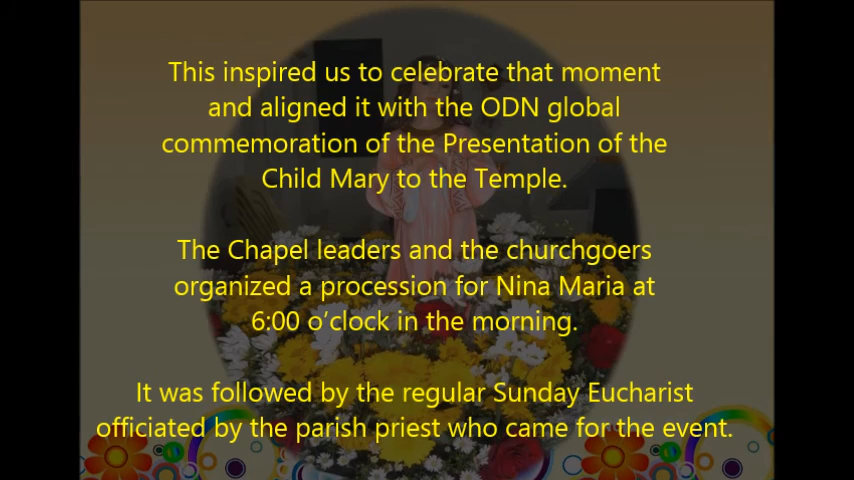 This inspired us to celebrate that moment
and aligned it with the ODN global
commemoration of the Presentation of the
Child Mary to the Temple.
The Chapel leaders and the churchgoers
organized a procession for Nina Maria at
6:00 o’clock in the morning.
It was followed by the regular Sunday Eucharist
officiated by the parish priest who came for the event.